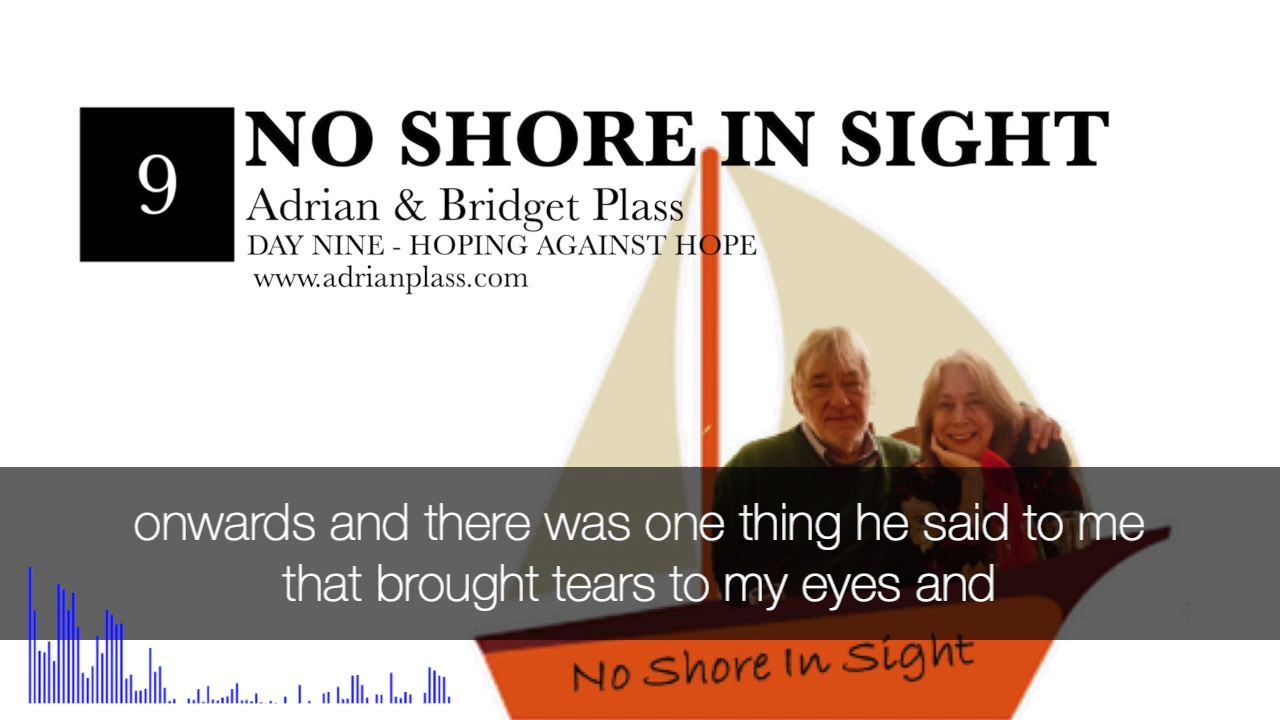 9
NO SHORE IN SIGHT
Adrian & Bridget Plass
DAY NINE - HOPING AGAINST HOPE
www.adrianplass.com
onwards and there was one thing he said to me
that brought tears to my eyes and
No Shore In Sight